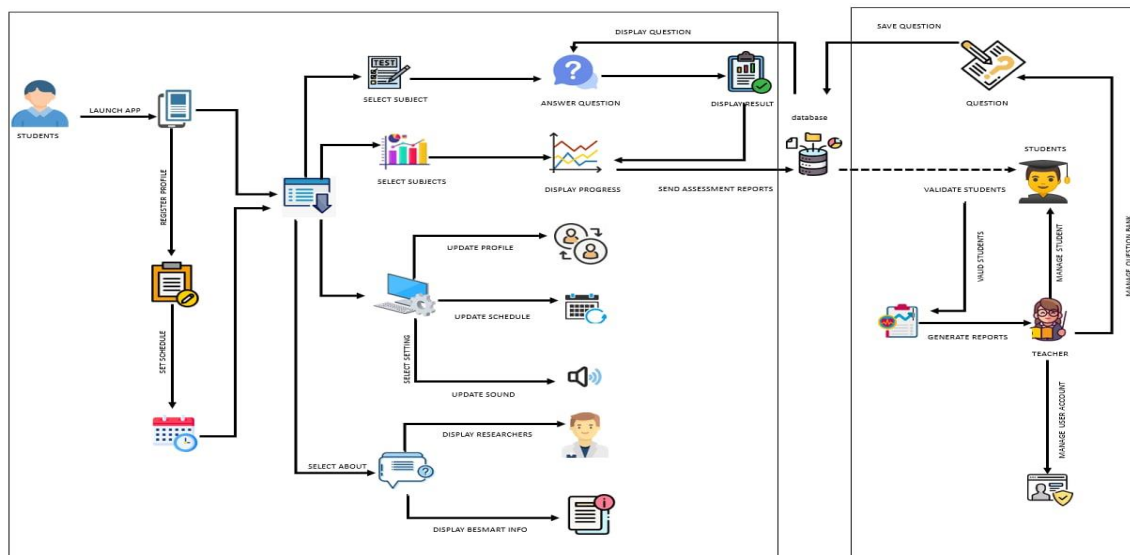 DISPLAY QUESTION
SAVE QUESTION
TEST
SELECT SUBJECT
ANSWER QUESTION
DISPLAY RESULT
QUESTION
LAUNCH APP
STUDENTS
database
STUDENTS
REGISTER PROFILE
SELECT SUBJECTS
DISPLAY PROGRESS
SEND ASSESSMENT REPORTS
VALIDATE STUDENTS
MANAGE QUESTION BANK
UPDATE PROFILE
VALID STUDENTS
MANAGE STUDENT
SET SCHEDULE
UPDATE SCHEDULE
GENERATE REPORTS
TEACHER
SELECT SETTING
UPDATE SOUND
MANAGE USER ACCOUNT
DISPLAY RESEARCHERS
SELECT ABOUT
DISPLAY BESMART INFO